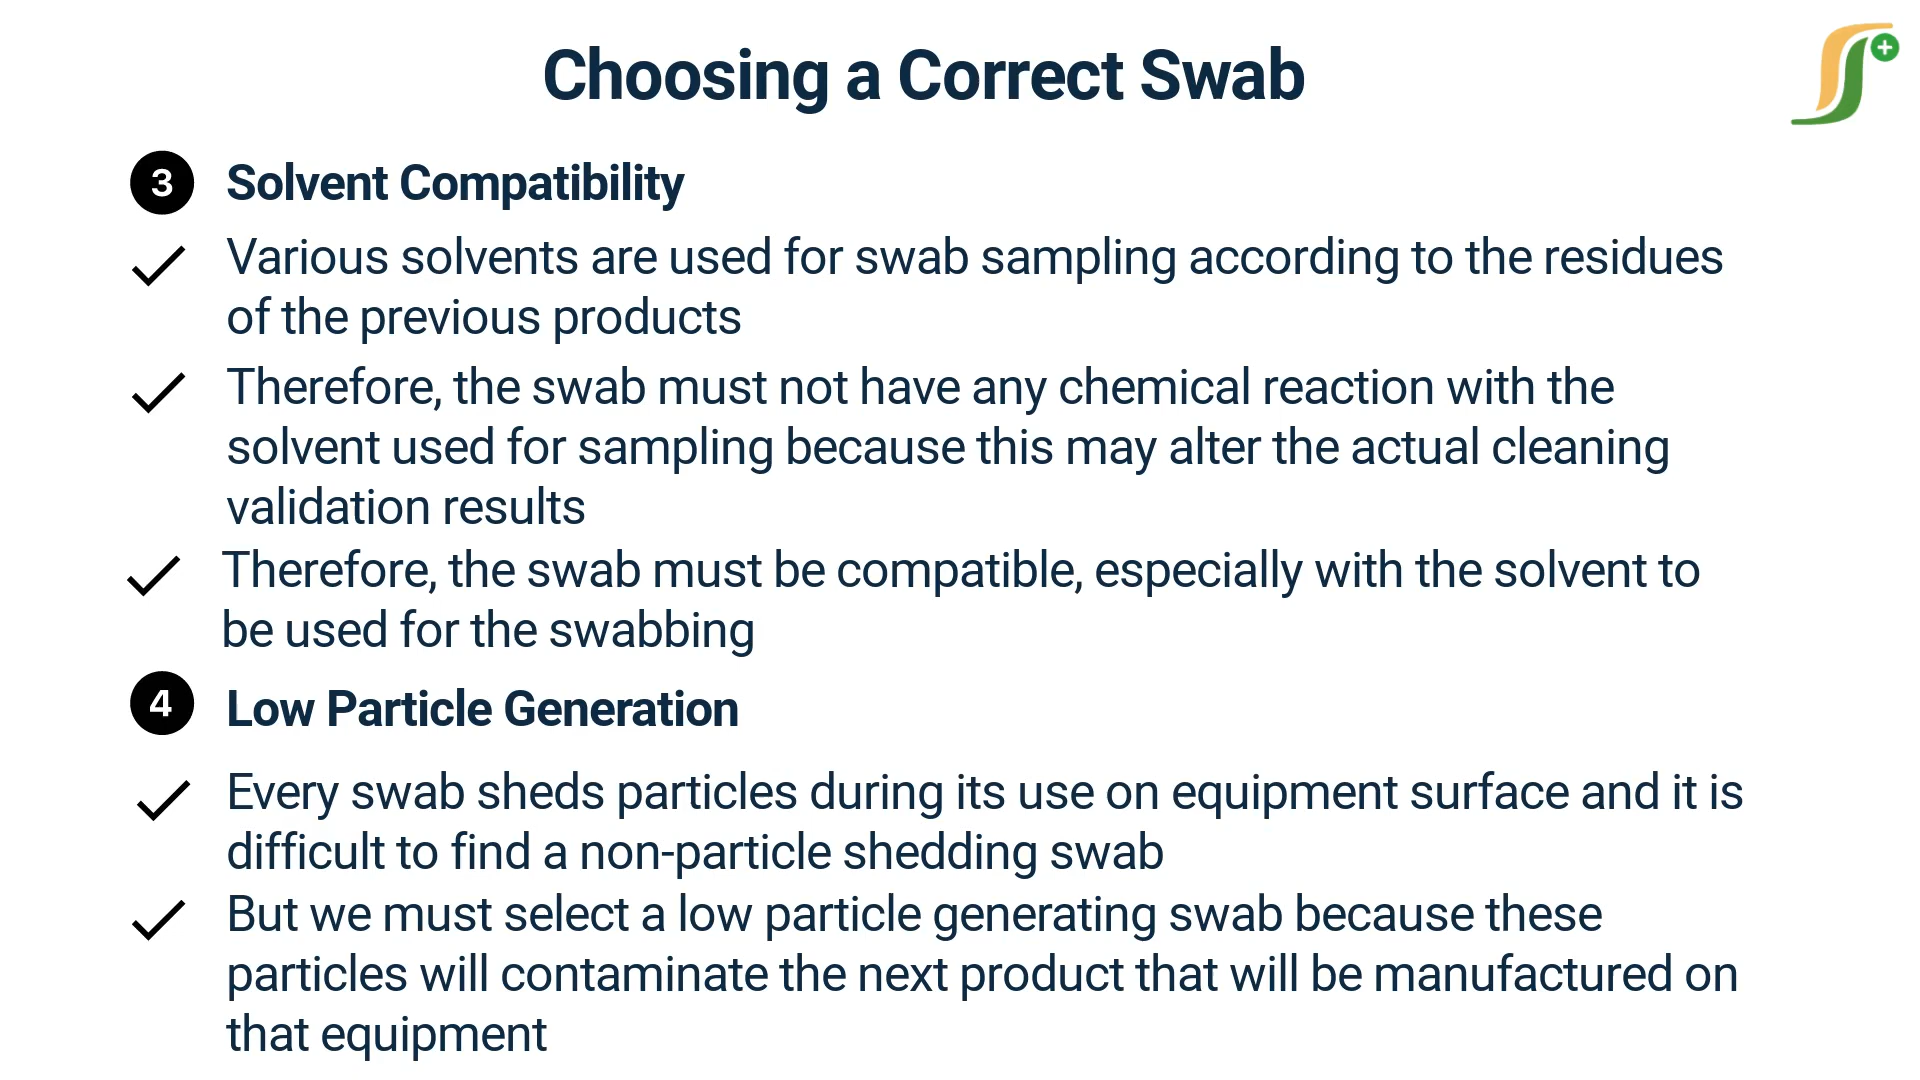 Choosing a Correct Swab
3 Solvent Compatibility
Various solvents are used for swab sampling according to the residues
of the previous products
Therefore, the swab must not have any chemical reaction with the
solvent used for sampling because this may alter the actual cleaning
validation results
Therefore, the swab must be compatible, especially with the solvent to
be used for the swabbing
4 Low Particle Generation
Every swab sheds particles during its use on equipment surface and it is
difficult to find a non-particle shedding swab
But we must select a low particle generating swab because these
particles will contaminate the next product that will be manufactured on
that equipment